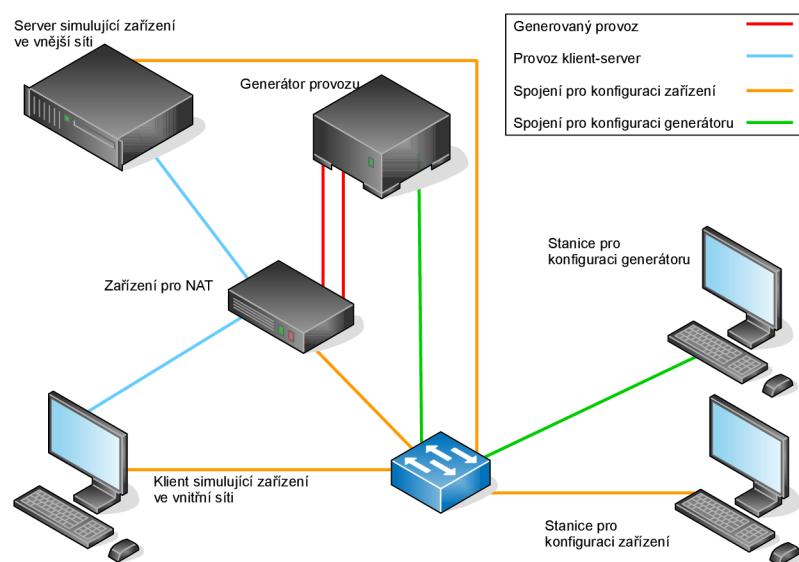 Server simulující zařízení
ve vnější síti
Generátor provozu
Generovaný provoz
Provoz klient-server
Spojení pro konfiguraci zařízení
Spojení pro konfiguraci generátoru
Stanice pro
konfiguraci generátoru
Zařízení pro NAT
Klient simulující zařízení
ve vnitřní síti
Stanice pro
konfiguraci zařízení